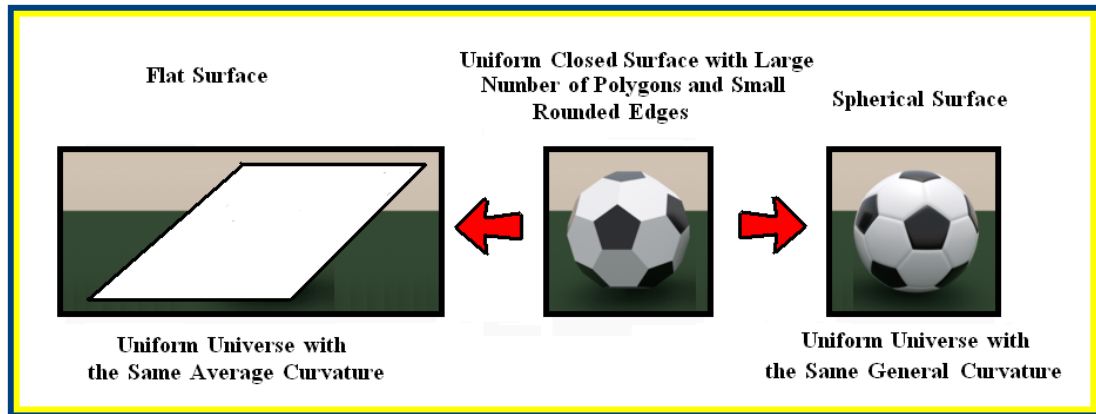 Flat Surface
Uniform Closed Surface with Large
Number of Polygons and Small
Rounded Edges
Spherical Surface
Uniform Universe with
the Same Average Curvature
Uniform Universe with
the Same General Curvature